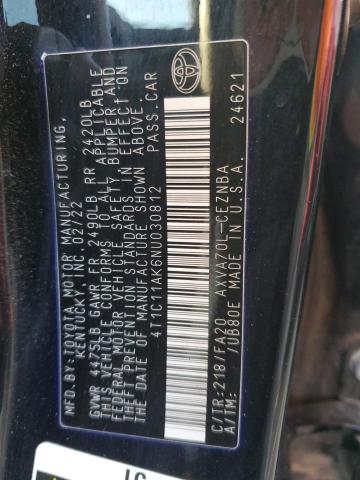 MFD.BY:TOYOTA MOTOR MANUFACTURING,
KENTUCKY, INC. 02/22
GVWR 4475LB GAWR FR 2490LB RR 2420LB
THIS VEHICLE CONFORMS TO ALL APPLICABLE
FEDERAL MOTOR VEHICLE SAFETY, BUMPER AND
THEFT PREVENTION STANDARDS IN EFFECT ON
THE DATE OF MANUFACTURE SHOWN ABOVE.
4T1C11AK6NU030812 PASS.CAR
C/TR:218/FA20 AXVA70L-CEZNBA
A/TM: /UB80E MADE IN U.S.A. 24621